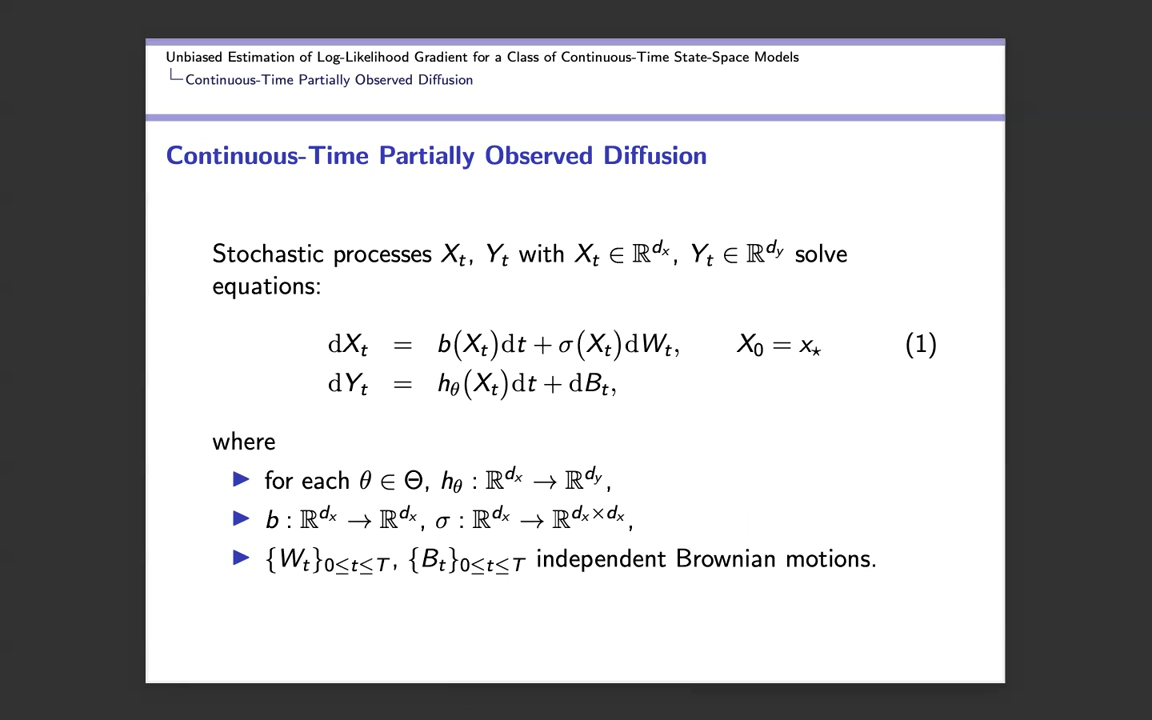 Unbiased Estimation of Log-Likelihood Gradient for a Class of Continuous-Time State-Space Models
└─Continuous-Time Partially Observed Diffusion
Continuous-Time Partially Observed Diffusion
Stochastic processes X_t, Y_t with X_t ∈ ℝ^{d_x}, Y_t ∈ ℝ^{d_y} solve
equations:
dX_t = b(X_t)dt + σ(X_t)dW_t, X_0 = x_⋆ (1)
dY_t = h_θ(X_t)dt + dB_t,
where
▶ for each θ ∈ Θ, h_θ : ℝ^{d_x} → ℝ^{d_y},
▶ b : ℝ^{d_x} → ℝ^{d_x}, σ : ℝ^{d_x} → ℝ^{d_x×d_x},
▶ {W_t}_{0≤t≤T}, {B_t}_{0≤t≤T} independent Brownian motions.